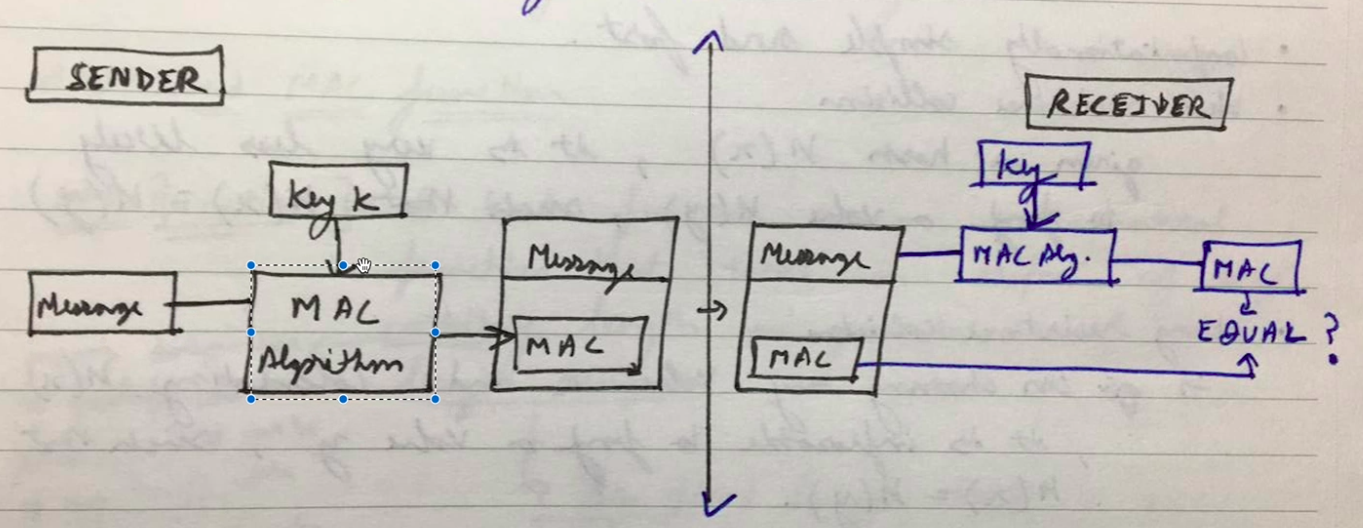 SENDER
RECEIVER
Key K
Key
Message
MAC
Algorithm
Message
MAC
Message
MAC
MAC Alg.
MAC
EQUAL ?